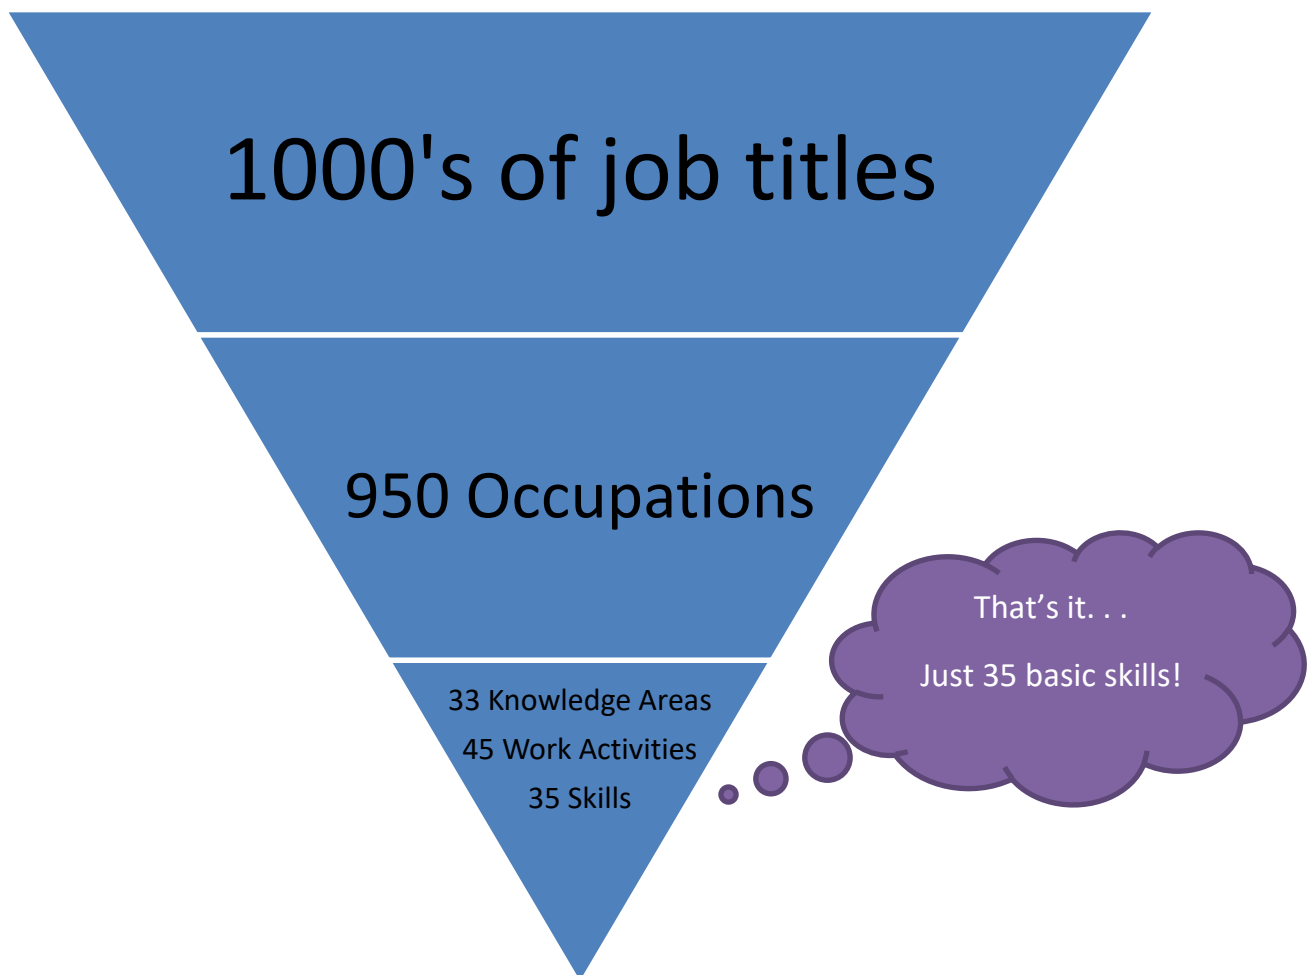 1000's of job titles
950 Occupations
33 Knowledge Areas
45 Work Activities
35 Skills
That’s it. . .
Just 35 basic skills!